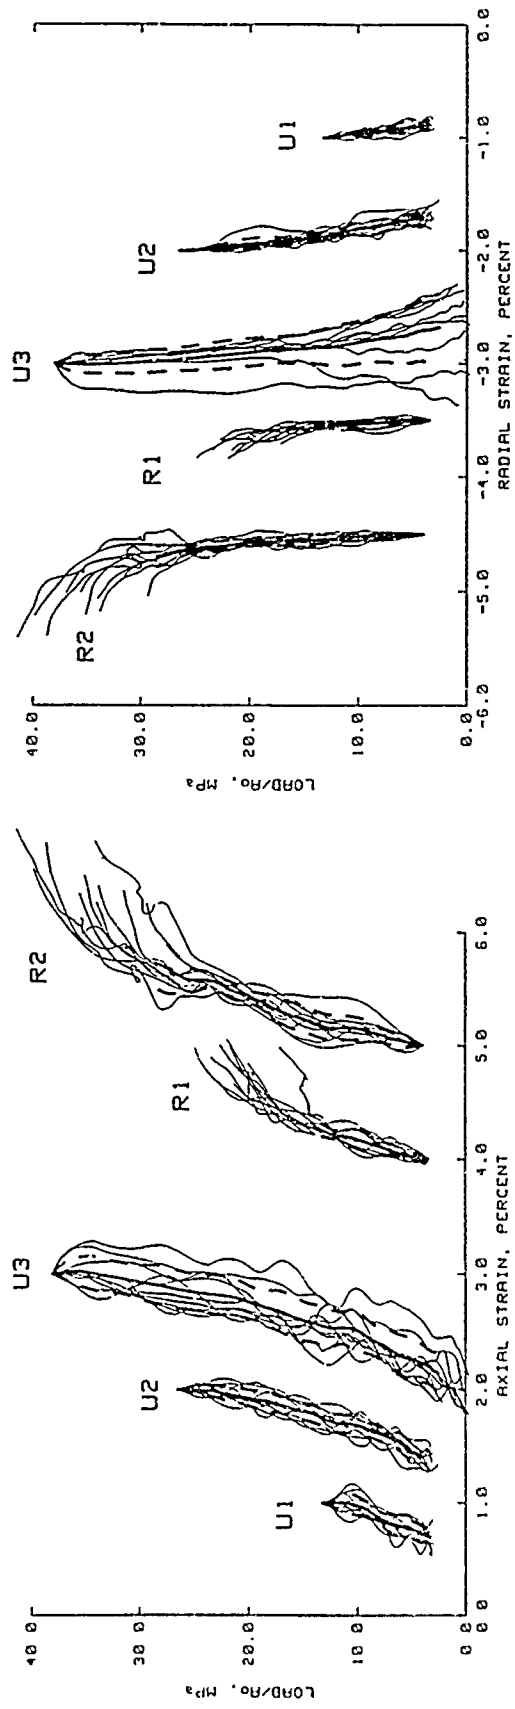 40.0
30.0
20.0
10.0
0.0
LOAD/Ao, MPa
U1
U2
U3
R1
R2
0.0 1.0 2.0 3.0 4.0 5.0 6.0
AXIAL STRAIN, PERCENT
40.0
30.0
20.0
10.0
0.0
LOAD/Ao, MPa
R2
R1
U3
U2
U1
-6.0 -5.0 -4.0 -3.0 -2.0 -1.0 0.0
RADIAL STRAIN, PERCENT